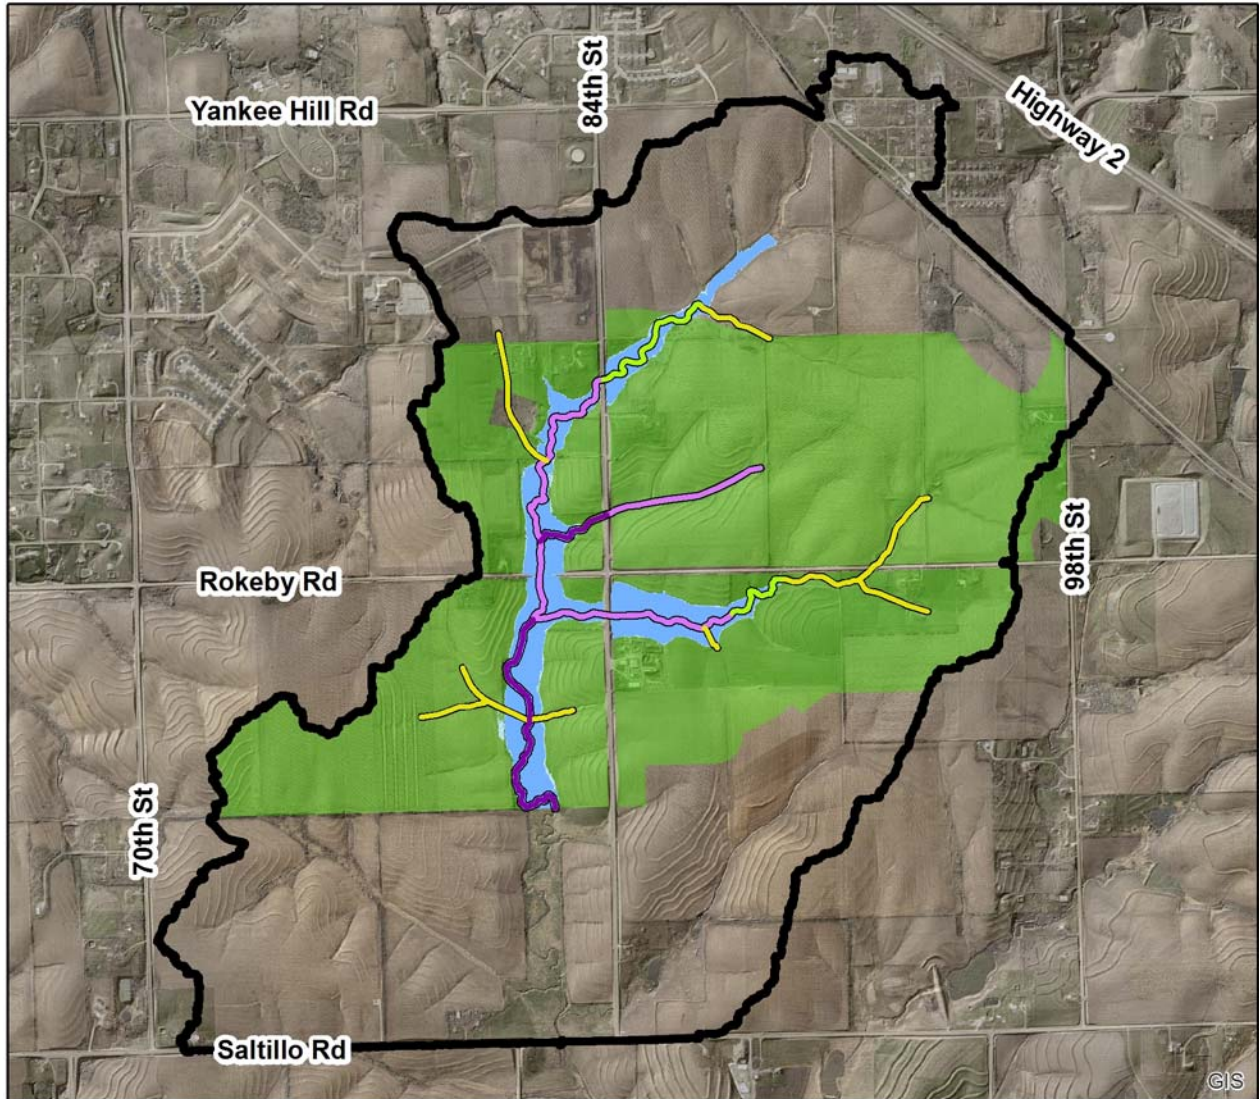 84th St
Yankee Hill Rd
Highway 2
Rokeby Rd
98th St
70th St
Saltillo Rd
GIS